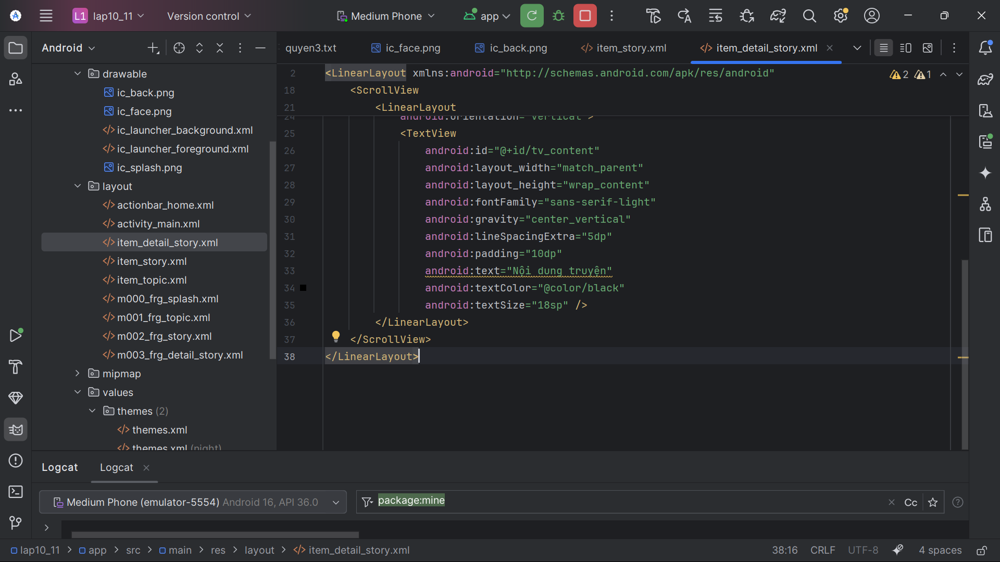 L1 lap10_11 Version control Medium Phone app
Android
quyen3.txt ic_face.png ic_back.png item_story.xml item_detail_story.xml
drawable
ic_back.png
ic_face.png
ic_launcher_background.xml
ic_launcher_foreground.xml
ic_splash.png
layout
actionbar_home.xml
activity_main.xml
item_detail_story.xml
item_story.xml
item_topic.xml
m000_frg_splash.xml
m001_frg_topic.xml
m002_frg_story.xml
m003_frg_detail_story.xml
mipmap
values
themes (2)
themes.xml
themes.xml (night)
2 <LinearLayout xmlns:android="http://schemas.android.com/apk/res/android"
2 1
18 <ScrollView
21 <LinearLayout
24 android:orientation="vertical">
25 <TextView
26 android:id="@+id/tv_content"
27 android:layout_width="match_parent"
28 android:layout_height="wrap_content"
29 android:fontFamily="sans-serif-light"
30 android:gravity="center_vertical"
31 android:lineSpacingExtra="5dp"
32 android:padding="10dp"
33 android:text="Nội dung truyện"
34 android:textColor="@color/black"
35 android:textSize="18sp" />
36 </LinearLayout>
37 </ScrollView>
38 </LinearLayout>
Logcat Logcat
Medium Phone (emulator-5554) Android 16, API 36.0 package:mine Cc
lap10_11 > app > src > main > res > layout > item_detail_story.xml 38:16 CRLF UTF-8 4 spaces